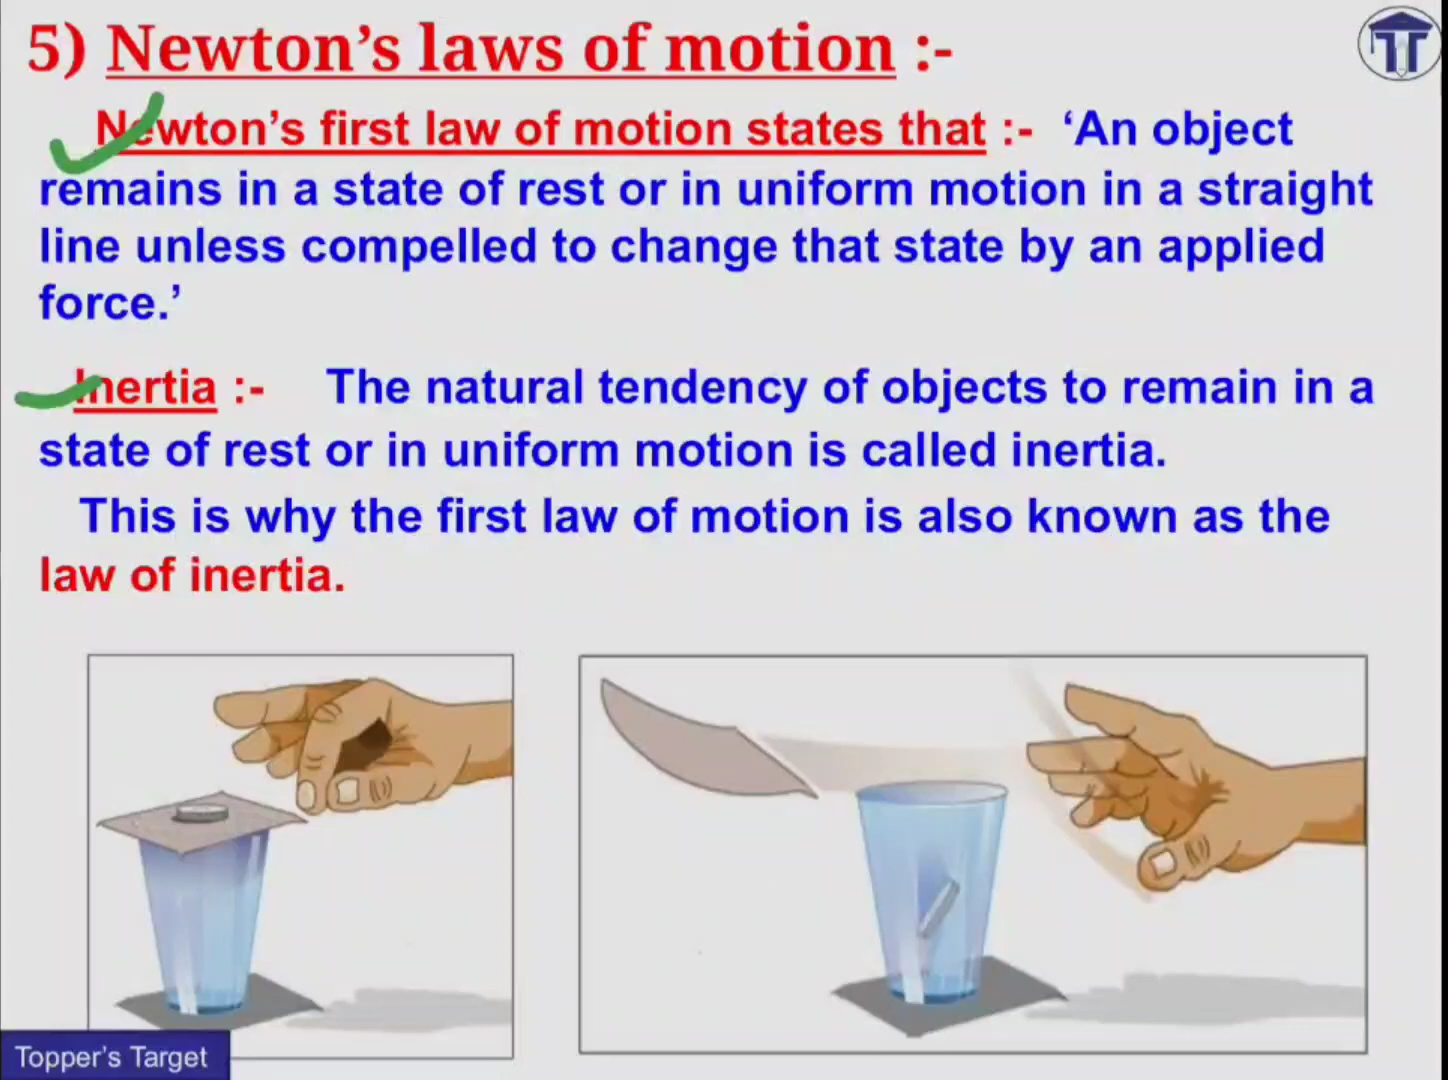 5) Newton's laws of motion :-
Newton's first law of motion states that :- ‘An object
remains in a state of rest or in uniform motion in a straight
line unless compelled to change that state by an applied
force.’
Inertia :- The natural tendency of objects to remain in a
state of rest or in uniform motion is called inertia.
This is why the first law of motion is also known as the
law of inertia.
Topper's Target